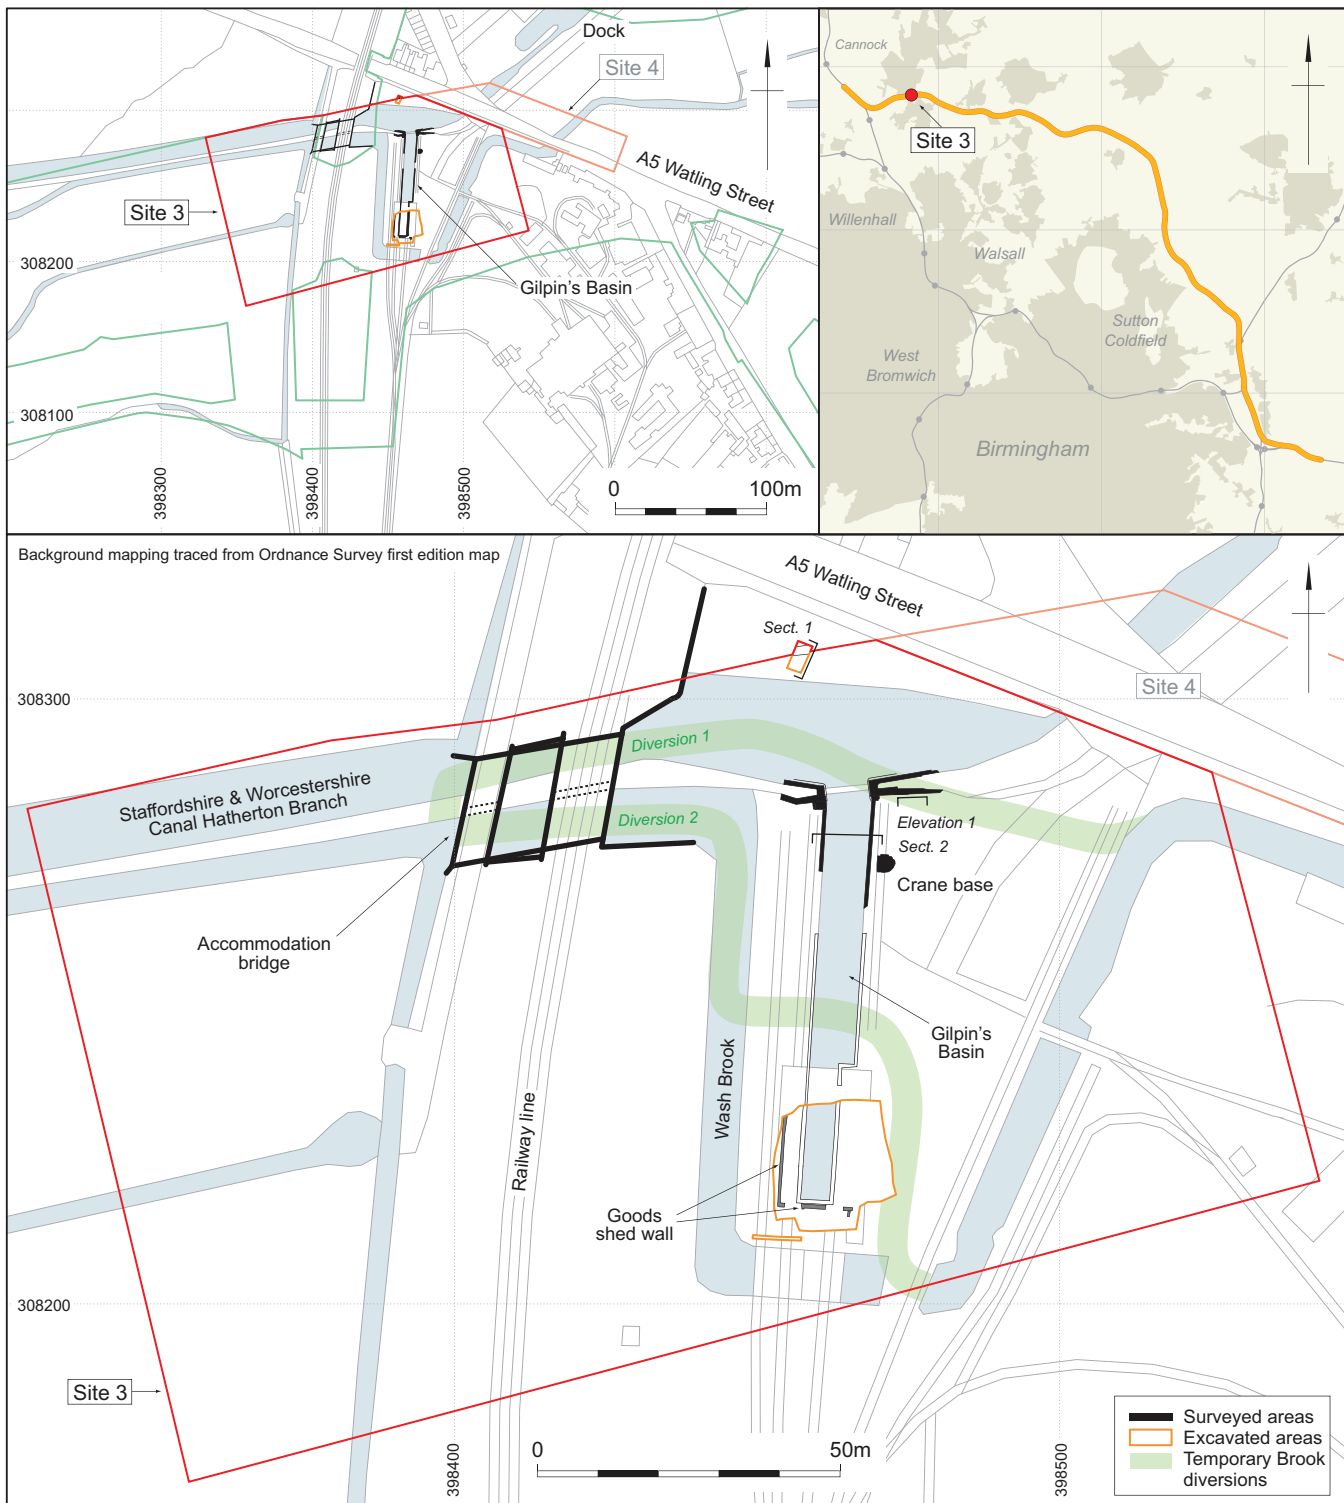 Dock
Site 4
A5 Watling Street
Site 3
308200
Gilpin's Basin
308100
398300
398400
398500
0
100m
Cannock
Site 3
Willenhall
Walsall
Sutton
Coldfield
West
Bromwich
Birmingham
Background mapping traced from Ordnance Survey first edition map
A5 Watling Street
Sect. 1
Site 4
308300
Diversion 1
Staffordshire & Worcestershire
Canal Hatherton Branch
Diversion 2
Elevation 1
Sect. 2
Crane base
Accommodation
bridge
Gilpin's
Basin
Wash Brook
Railway line
Goods
shed wall
308200
Site 3
398400
0
50m
398500
Surveyed areas
Excavated areas
Temporary Brook
diversions